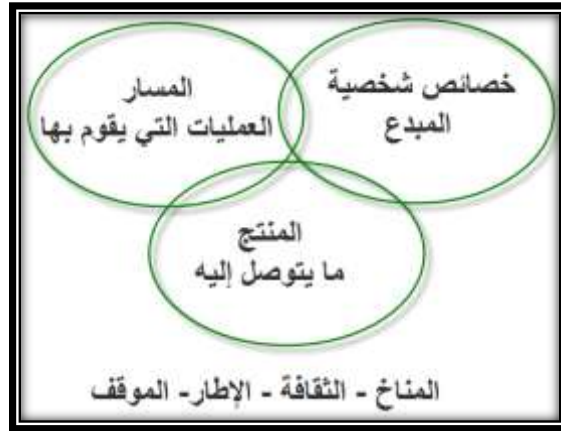 خصائص شخصية
المبدع
المسار
العمليات التي يقوم بها
المنتج
ما يتوصل إليه
المناخ - الثقافة - الإطار- الموقف